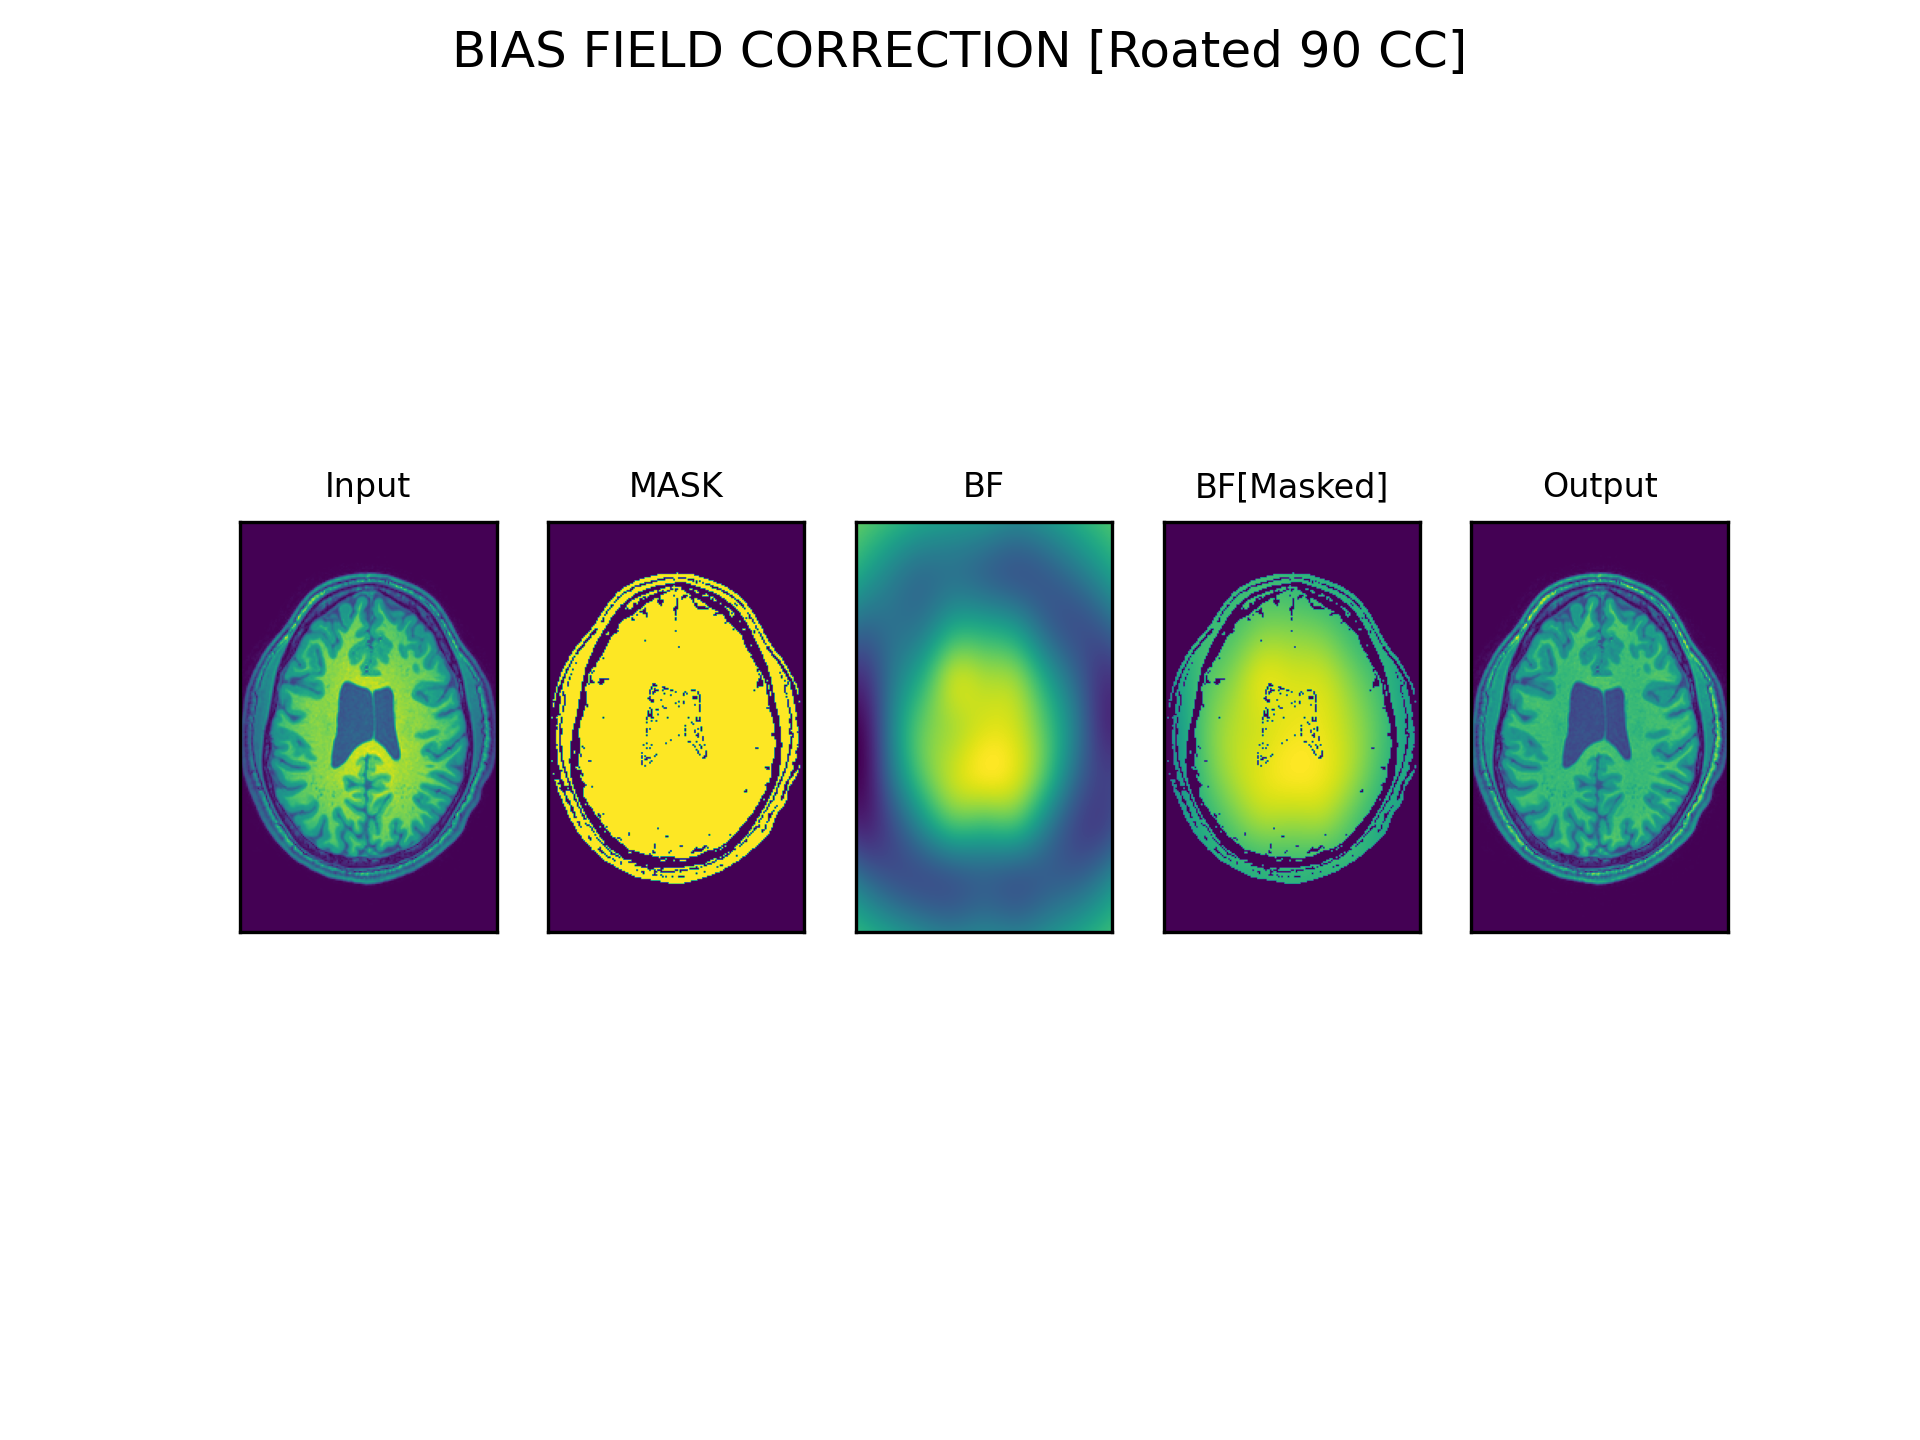 BIAS FIELD CORRECTION [Roated 90 CC]
Input
MASK
BF
BF[Masked]
Output